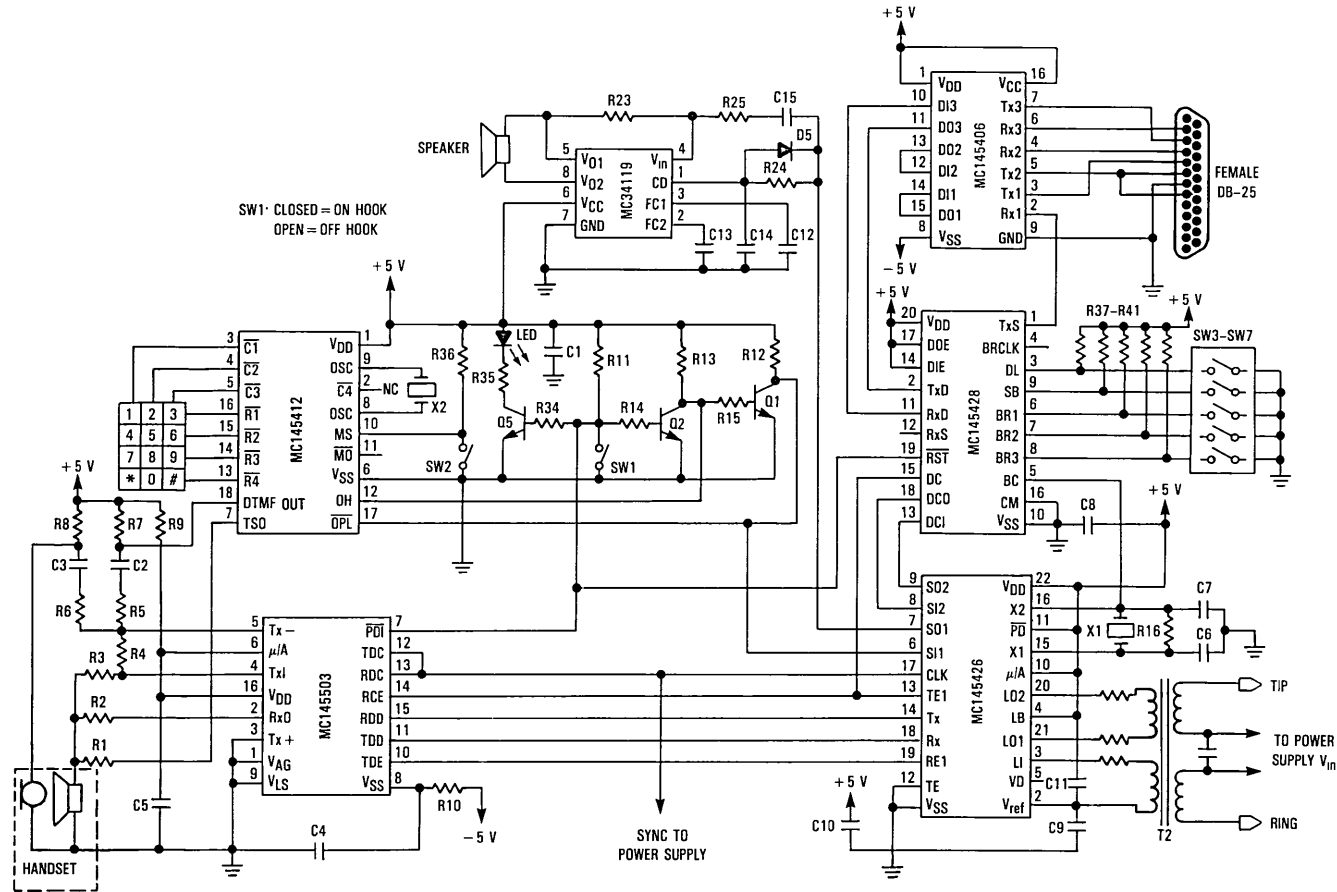 +5 V
1 VDD VCC 16
10 DI3 Tx3 7
11 DO3 Rx3 6
13 DO2 Rx2 4
12 DI2 Tx2 5
14 DI1 Tx1 3
15 DO1 Rx1 2
8 VSS GND 9
MC145406
-5 V
FEMALE
DB-25
R23
R25
C15
D5
R24
SPEAKER
5 VO1 Vin 4
8 VO2 CD 1
6 VCC FC1 3
7 GND FC2 2
MC34119
C13
C14
C12
SW1· CLOSED = ON HOOK
OPEN = OFF HOOK
+5 V
3 C1 VDD 1
4 C2 OSC 9
5 C3 C4 2 NC
16 R1 OSC 8
15 R2 MS 10
14 R3 MO 11
13 R4 VSS 6
18 DTMF OUT OH 12
7 TSO OPL 17
MC145412
X2
1 2 3
4 5 6
7 8 9
* 0 #
R36
SW2
LED
R35
Q5
R34
C1
R11
SW1
R14
R13
Q2
R15
R12
Q1
+5 V
20 VDD TxS 1
17 DOE BRCLK 4
14 DIE DL 3
2 TxD SB 9
11 RxD BR1 6
12 RxS BR2 7
19 RST BR3 8
15 DC BC 5
18 DCO CM 16
13 DCI VSS 10
MC145428
R37–R41
+5 V
SW3–SW7
C8
+5 V
+5 V
R8
R7
R9
C3
C2
R6
R5
R4
R3
R2
R1
C5
C4
HANDSET
5 Tx– PDI 7
6 μ/A TDC 12
4 TxI RDC 13
16 VDD RCE 14
2 RxO RDD 15
3 Tx+ TDD 11
1 VAG TDE 10
9 VLS VSS 8
MC145503
R10
-5 V
SYNC TO
POWER SUPPLY
9 SO2 VDD 22
8 SI2 X2 16
7 SO1 PD 11
6 SI1 X1 15
17 CLK μ/A 10
13 TE1 LO2 20
14 Tx LB 4
18 Rx LO1 21
19 RE1 LI 3
12 TE VD 5
VSS Vref 2
MC145426
X1
R16
C7
C6
C11
C9
C10
+5 V
T2
TIP
TO POWER
SUPPLY Vin
RING